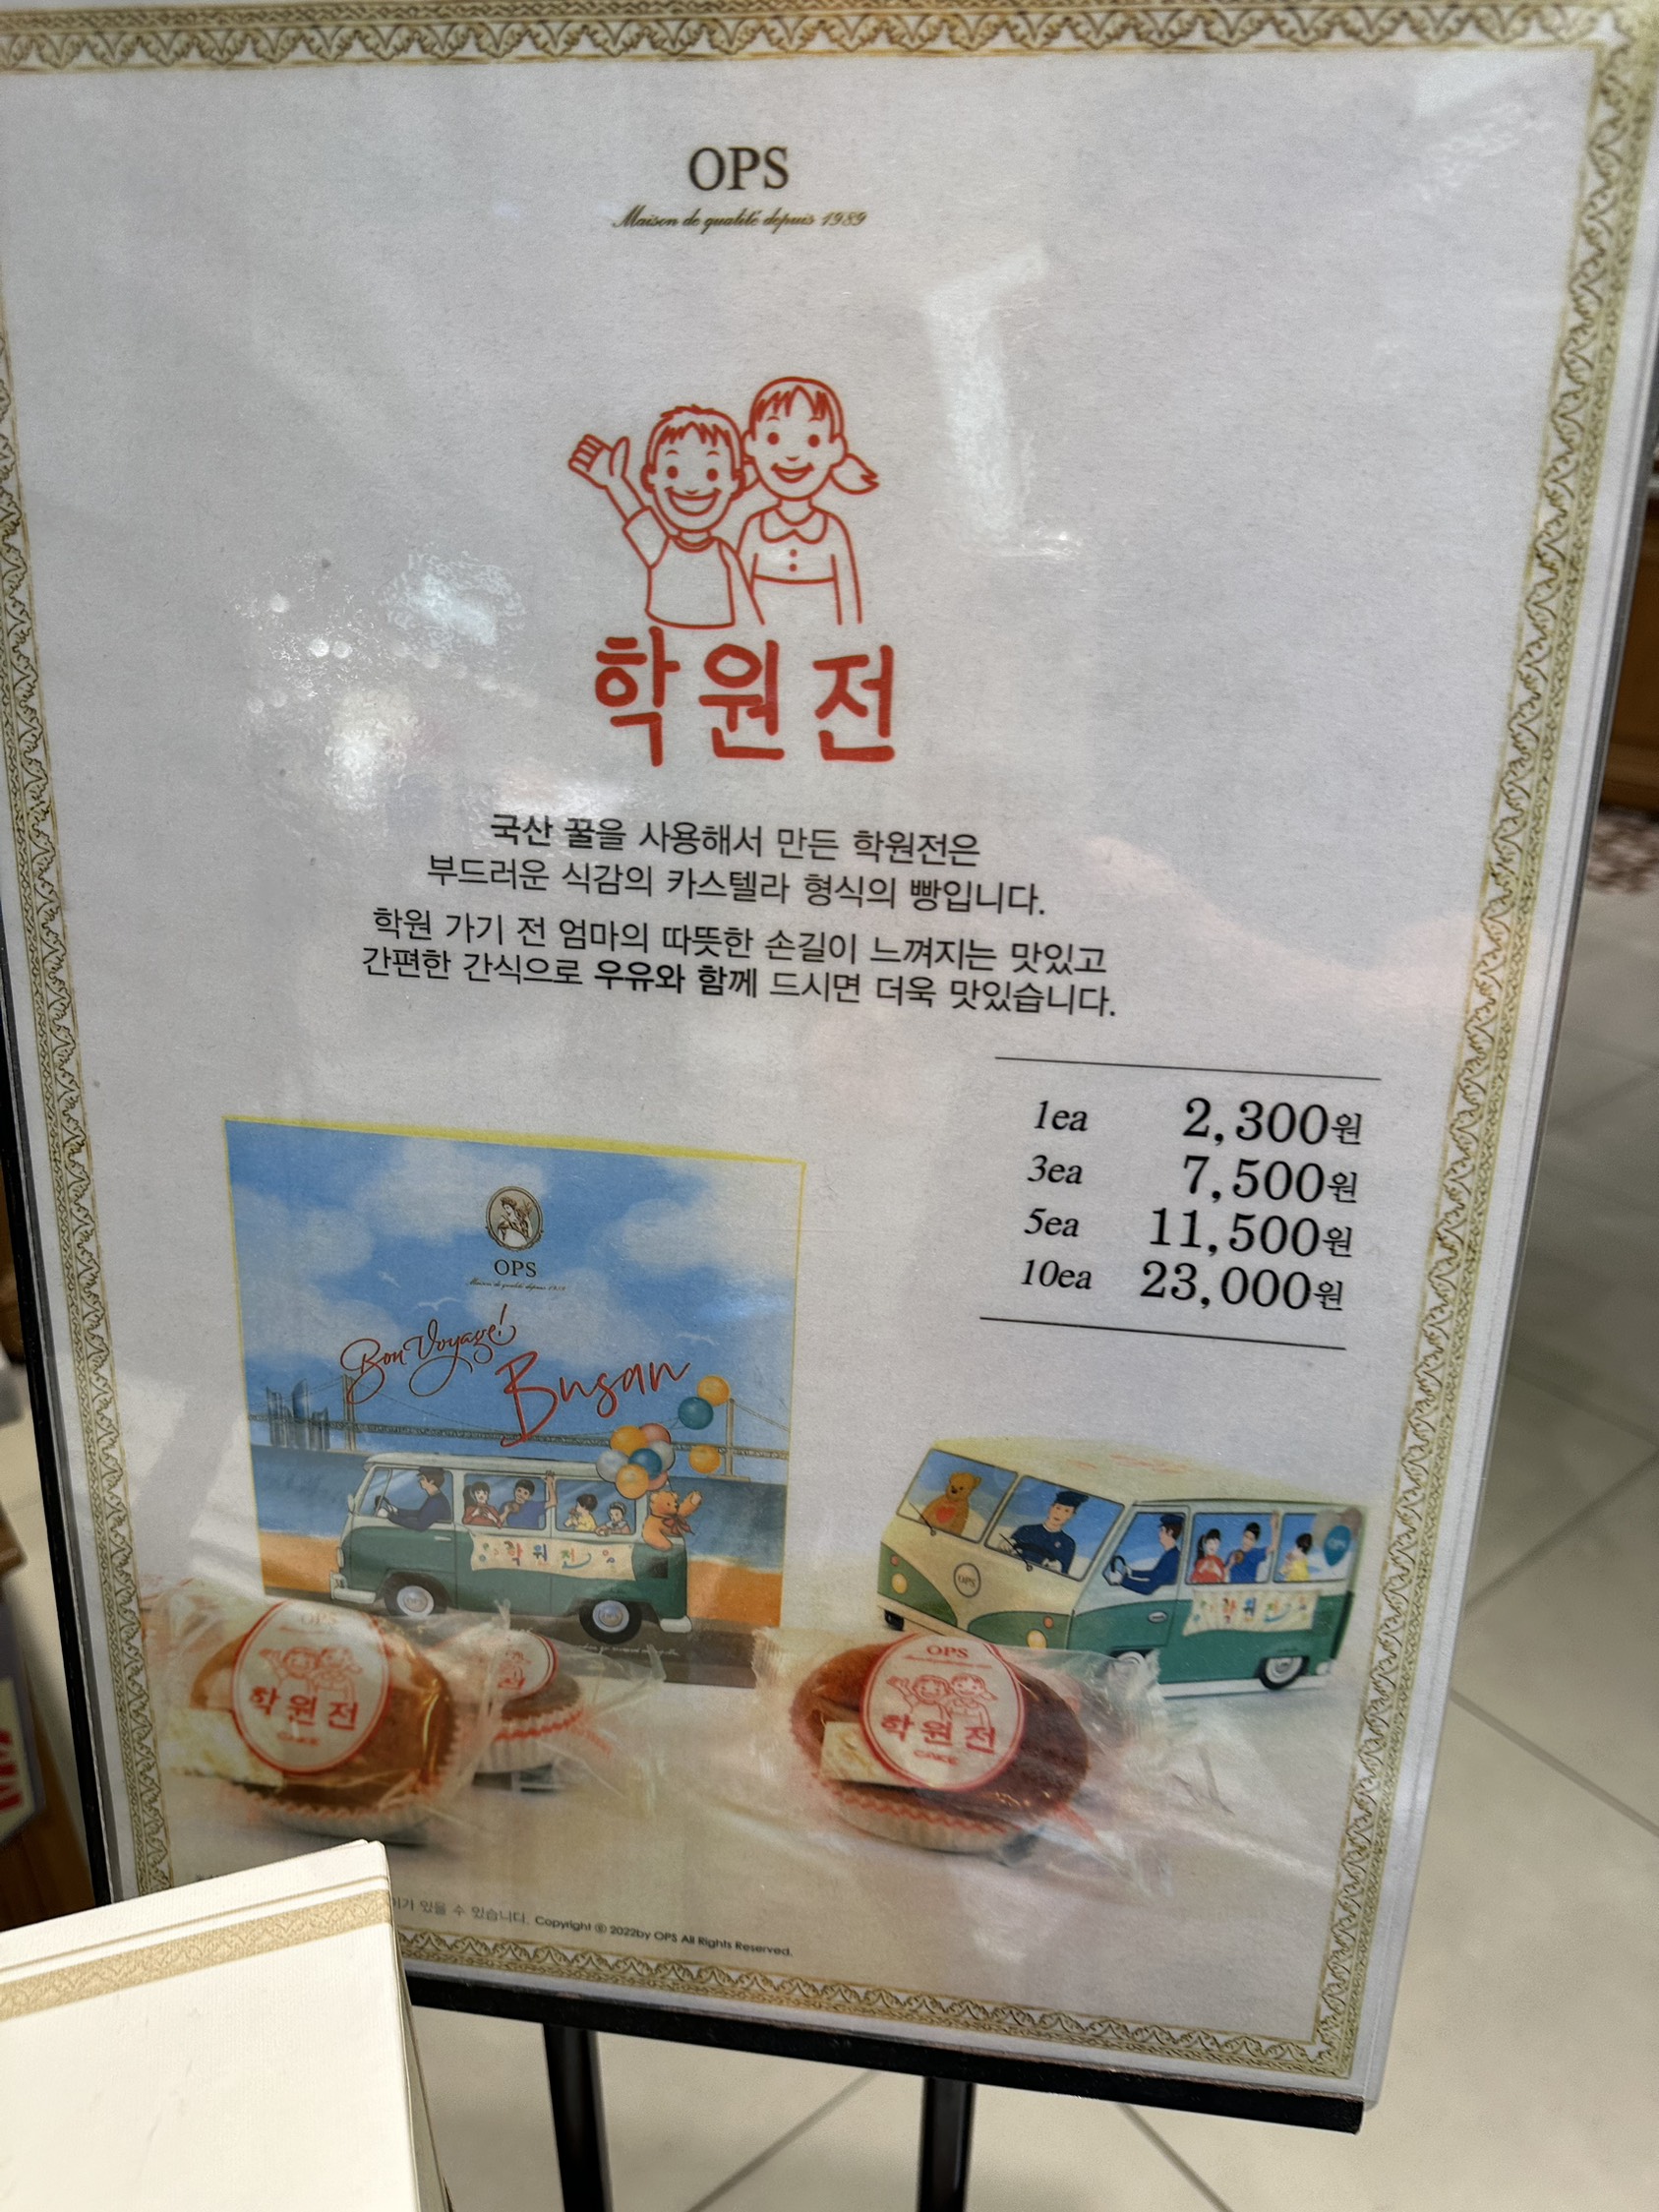 OPS
Maison de qualité depuis 1989
학원전
국산 꿀을 사용해서 만든 학원전은
부드러운 식감의 카스텔라 형식의 빵입니다.
학원 가기 전 엄마의 따뜻한 손길이 느껴지는 맛있고
간편한 간식으로 우유와 함께 드시면 더욱 맛있습니다.
1ea 2,300원
3ea 7,500원
5ea 11,500원
10ea 23,000원
OPS
Maison de qualité depuis 1989
Bon Voyage!
Busan
학원전
OPS
학원전
OPS
학원전
CAKE
OPS
학원전
CAKE
있을 수 있습니다. Copyright ⓒ 2022by OPS All Rights Reserved.